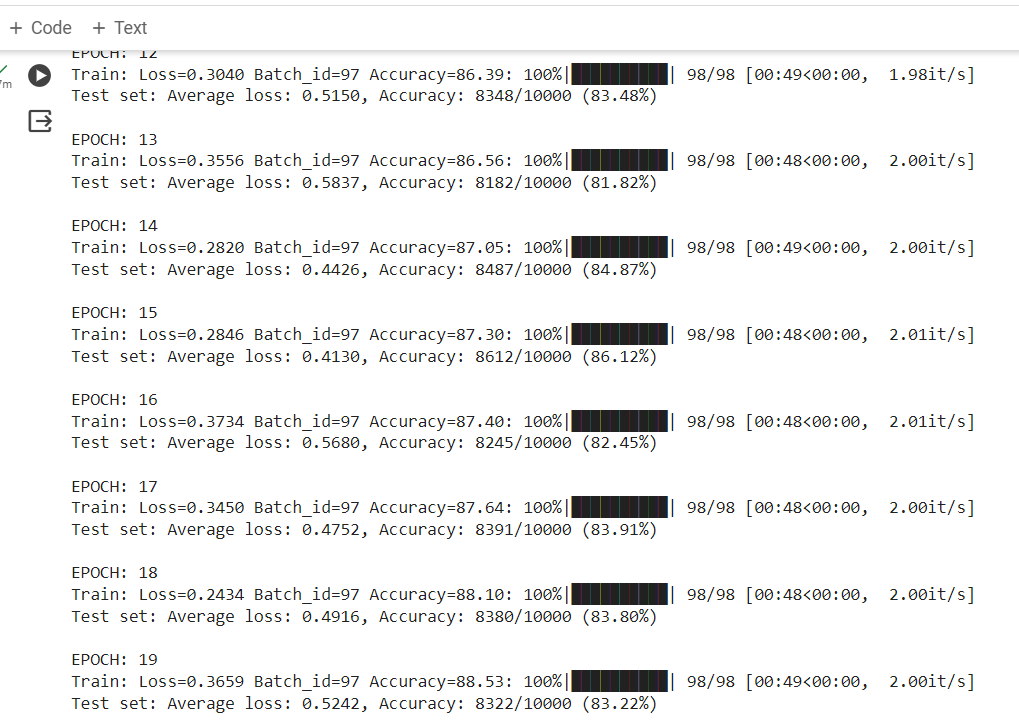 + Code + Text
EPOCH: 12
7m
Train: Loss=0.3040 Batch_id=97 Accuracy=86.39: 100%|██████████| 98/98 [00:49<00:00, 1.98it/s]
Test set: Average loss: 0.5150, Accuracy: 8348/10000 (83.48%)
EPOCH: 13
Train: Loss=0.3556 Batch_id=97 Accuracy=86.56: 100%|██████████| 98/98 [00:48<00:00, 2.00it/s]
Test set: Average loss: 0.5837, Accuracy: 8182/10000 (81.82%)
EPOCH: 14
Train: Loss=0.2820 Batch_id=97 Accuracy=87.05: 100%|██████████| 98/98 [00:49<00:00, 2.00it/s]
Test set: Average loss: 0.4426, Accuracy: 8487/10000 (84.87%)
EPOCH: 15
Train: Loss=0.2846 Batch_id=97 Accuracy=87.30: 100%|██████████| 98/98 [00:48<00:00, 2.01it/s]
Test set: Average loss: 0.4130, Accuracy: 8612/10000 (86.12%)
EPOCH: 16
Train: Loss=0.3734 Batch_id=97 Accuracy=87.40: 100%|██████████| 98/98 [00:48<00:00, 2.01it/s]
Test set: Average loss: 0.5680, Accuracy: 8245/10000 (82.45%)
EPOCH: 17
Train: Loss=0.3450 Batch_id=97 Accuracy=87.64: 100%|██████████| 98/98 [00:48<00:00, 2.00it/s]
Test set: Average loss: 0.4752, Accuracy: 8391/10000 (83.91%)
EPOCH: 18
Train: Loss=0.2434 Batch_id=97 Accuracy=88.10: 100%|██████████| 98/98 [00:48<00:00, 2.00it/s]
Test set: Average loss: 0.4916, Accuracy: 8380/10000 (83.80%)
EPOCH: 19
Train: Loss=0.3659 Batch_id=97 Accuracy=88.53: 100%|██████████| 98/98 [00:49<00:00, 2.00it/s]
Test set: Average loss: 0.5242, Accuracy: 8322/10000 (83.22%)